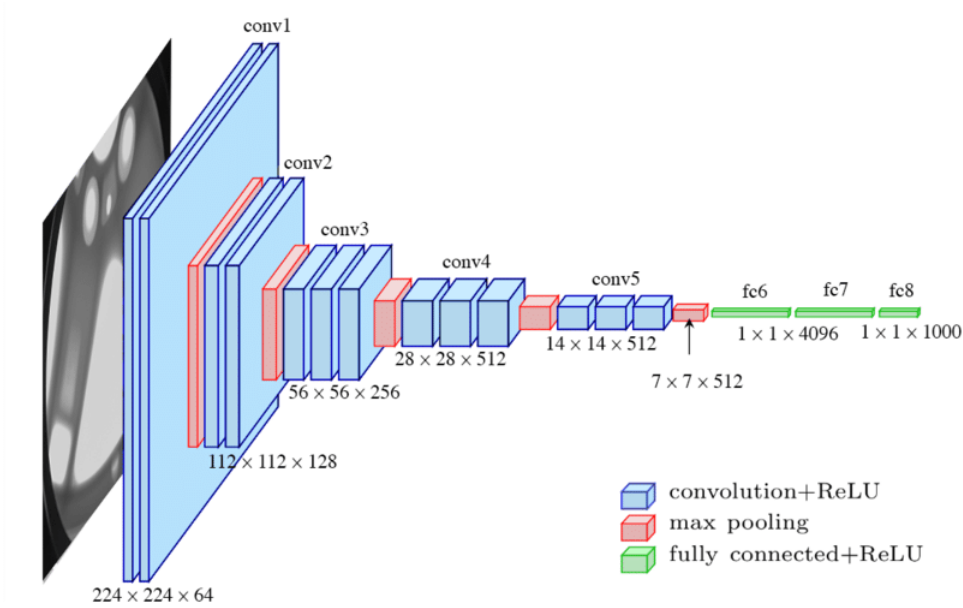 conv1
conv2
conv3
conv4
conv5
fc6
fc7
fc8
1 × 1 × 4096
1 × 1 × 1000
14 × 14 × 512
28 × 28 × 512
7 × 7 × 512
56 × 56 × 256
112 × 112 × 128
224 × 224 × 64
convolution+ReLU
max pooling
fully connected+ReLU